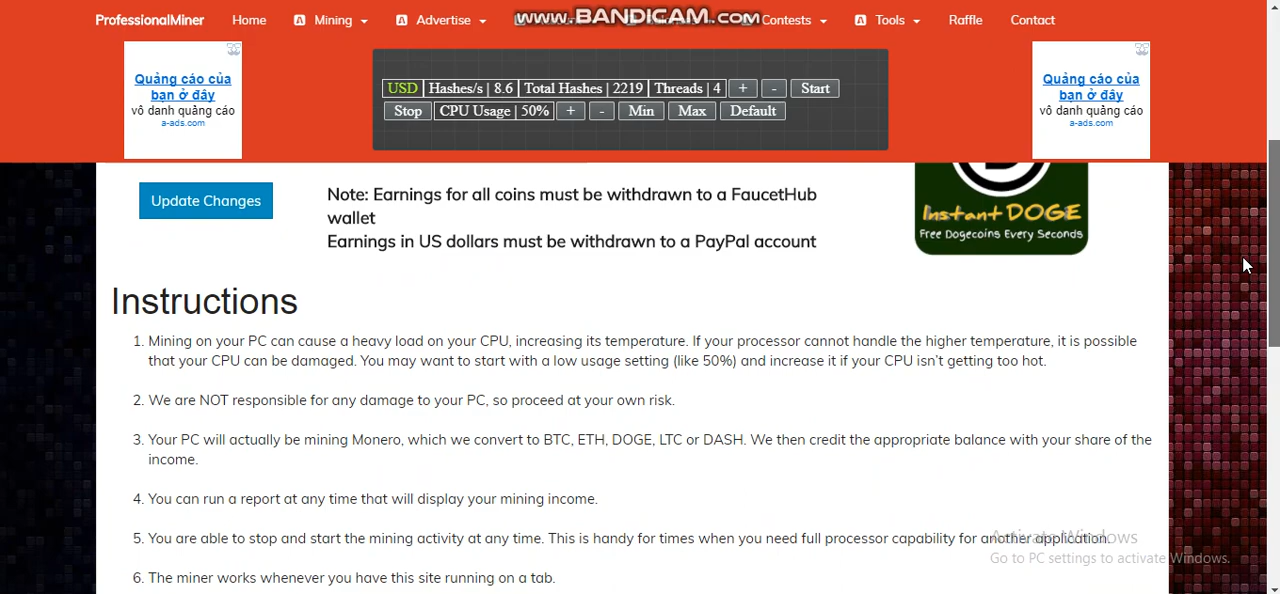 ProfessionalMiner Home Mining Advertise Contests Tools Raffle Contact
www.BANDICAM.com
Quảng cáo của
bạn ở đây
vô danh quảng cáo
a-ads.com
USD Hashes/s | 8.6 Total Hashes | 2219 Threads | 4 + - Start
Stop CPU Usage | 50% + - Min Max Default
Quảng cáo của
bạn ở đây
vô danh quảng cáo
a-ads.com
Update Changes
Note: Earnings for all coins must be withdrawn to a FaucetHub
wallet
Earnings in US dollars must be withdrawn to a PayPal account
Instant DOGE
Free Dogecoins Every Seconds
Instructions
1. Mining on your PC can cause a heavy load on your CPU, increasing its temperature. If your processor cannot handle the higher temperature, it is possible
that your CPU can be damaged. You may want to start with a low usage setting (like 50%) and increase it if your CPU isn't getting too hot.
2. We are NOT responsible for any damage to your PC, so proceed at your own risk.
3. Your PC will actually be mining Monero, which we convert to BTC, ETH, DOGE, LTC or DASH. We then credit the appropriate balance with your share of the
income.
4. You can run a report at any time that will display your mining income.
5. You are able to stop and start the mining activity at any time. This is handy for times when you need full processor capability for another application.
Activate Windows
Go to PC settings to activate Windows.
6. The miner works whenever you have this site running on a tab.